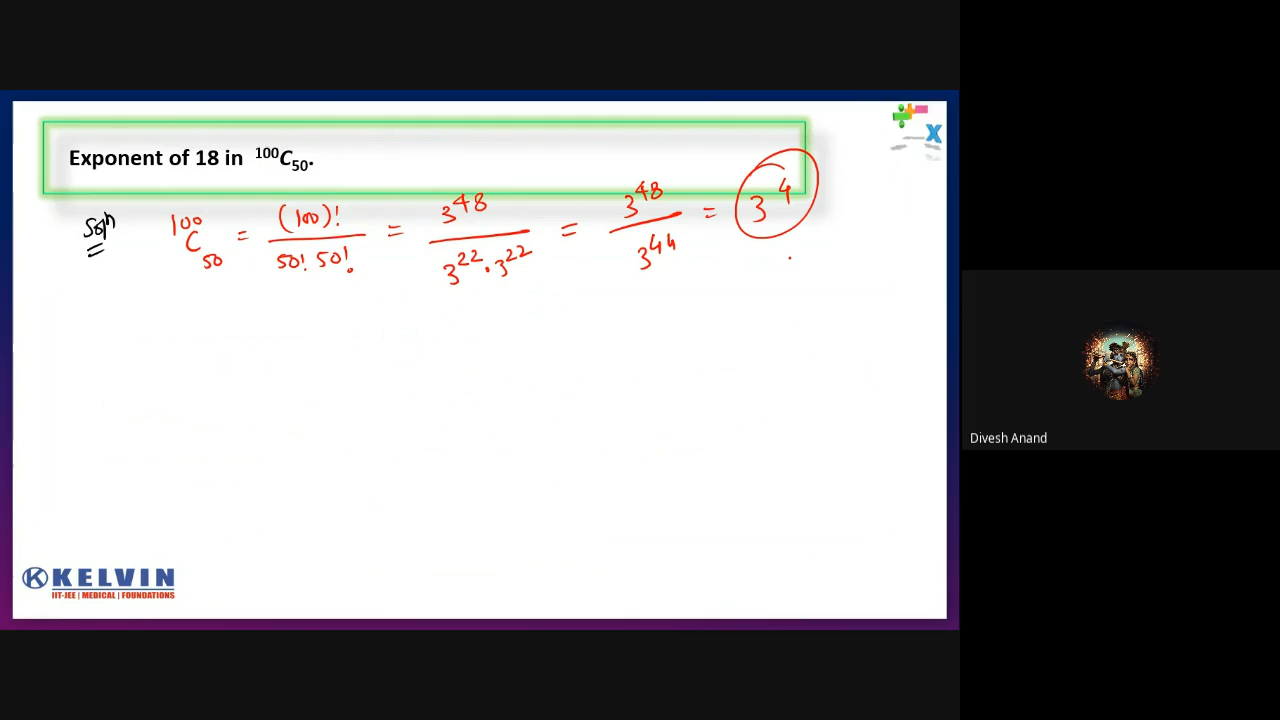 Exponent of 18 in ¹⁰⁰C₅₀.
Solⁿ ¹⁰⁰C₅₀ = (100)! / 50! 50! = 3⁴⁸ / 3²² · 3²² = 3⁴⁸ / 3⁴⁴ = 3⁴
Divesh Anand
KELVIN
IIT-JEE | MEDICAL | FOUNDATIONS